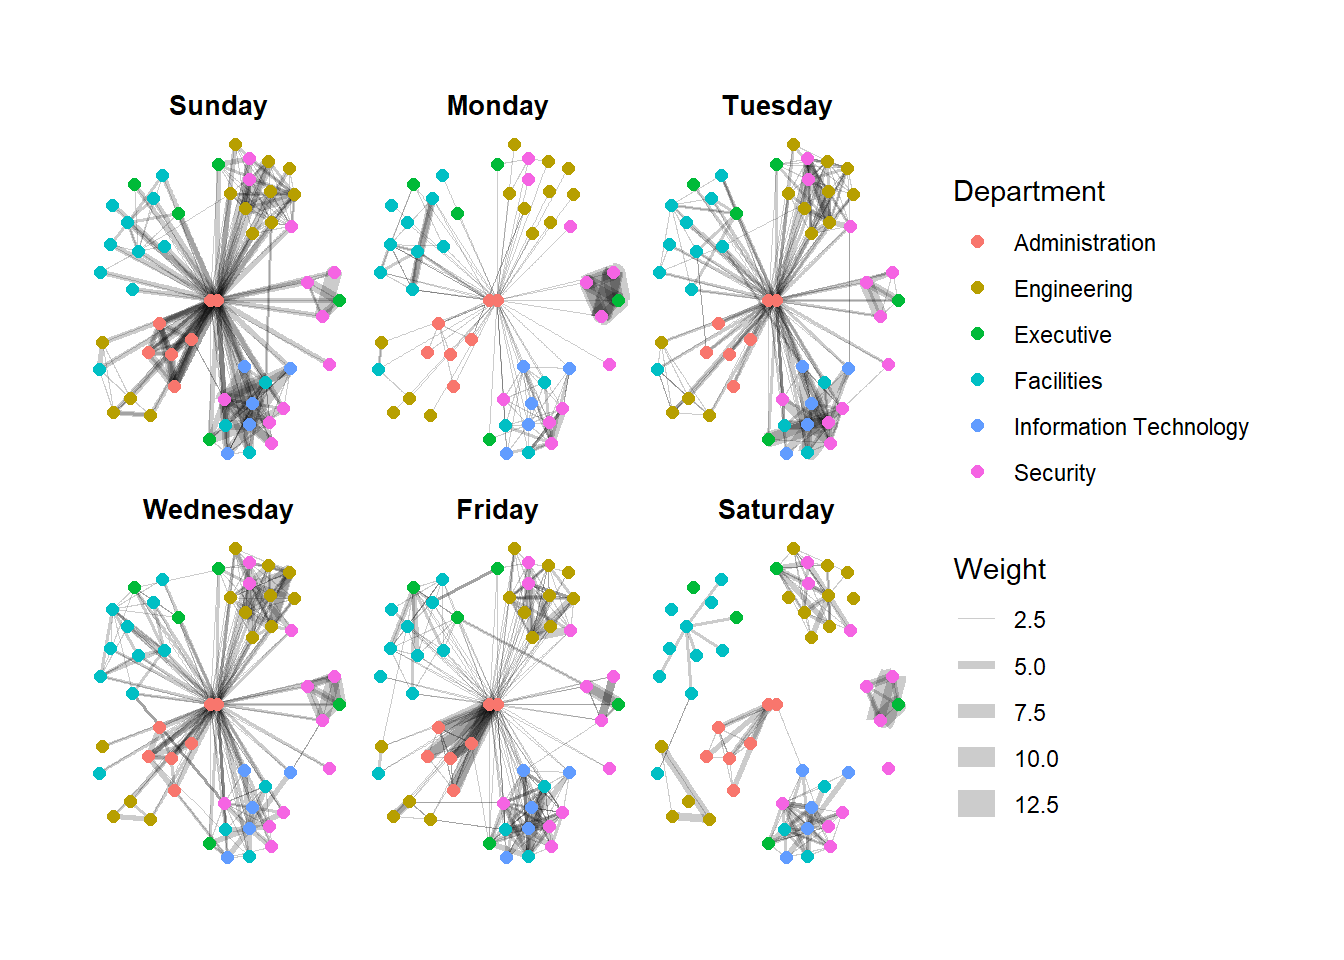 Sunday
Monday
Tuesday
Wednesday
Friday
Saturday
Department
Administration
Engineering
Executive
Facilities
Information Technology
Security
Weight
2.5
5.0
7.5
10.0
12.5